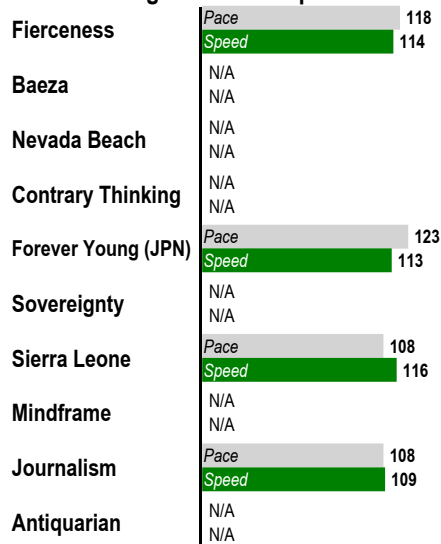 Fierceness
Pace 118
Speed 114
Baeza
N/A
N/A
Nevada Beach
N/A
N/A
Contrary Thinking
N/A
N/A
Forever Young (JPN)
Pace 123
Speed 113
Sovereignty
N/A
N/A
Sierra Leone
Pace 108
Speed 116
Mindframe
N/A
N/A
Journalism
Pace 108
Speed 109
Antiquarian
N/A
N/A